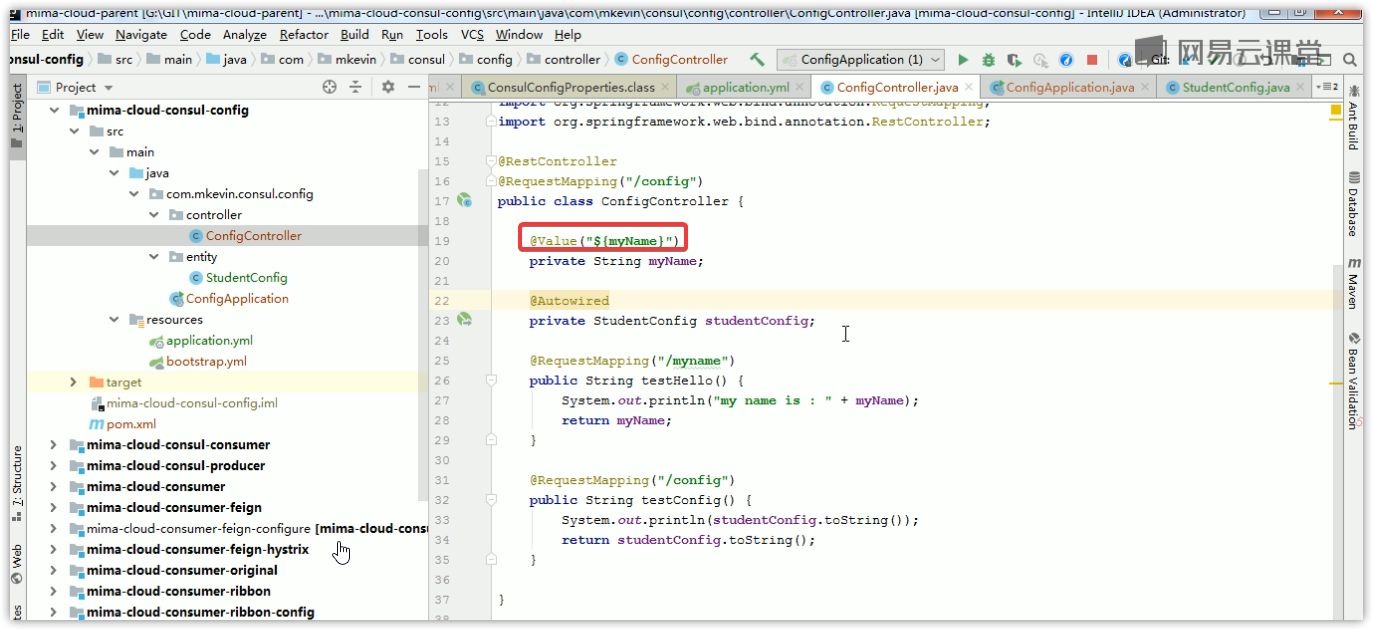 mima-cloud-parent [G:\GIT\mima-cloud-parent] - ...\mima-cloud-consul-config\src\main\java\com\mkevin\consul\config\controller\ConfigController.java [mima-cloud-consul-config] - IntelliJ IDEA (Administrator)
File Edit View Navigate Code Analyze Refactor Build Run Tools VCS Window Help
onsul-config src main java com mkevin consul config controller ConfigController ConfigApplication (1) Git: 网易云课堂
Project ml ConsulConfigProperties.class application.yml ConfigController.java ConfigApplication.java StudentConfig.java 2
1: Project
7: Structure
Web
mima-cloud-consul-config
src
main
java
com.mkevin.consul.config
controller
ConfigController
entity
StudentConfig
ConfigApplication
resources
application.yml
bootstrap.yml
target
mima-cloud-consul-config.iml
pom.xml
mima-cloud-consul-consumer
mima-cloud-consul-producer
mima-cloud-consumer
mima-cloud-consumer-feign
mima-cloud-consumer-feign-configure [mima-cloud-consu
mima-cloud-consumer-feign-hystrix
mima-cloud-consumer-original
mima-cloud-consumer-ribbon
mima-cloud-consumer-ribbon-config
12 import org.springframework.web.bind.annotation.RequestMapping;
13 import org.springframework.web.bind.annotation.RestController;
14
15 @RestController
16 @RequestMapping("/config")
17 public class ConfigController {
18
19 @Value("${myName}")
20 private String myName;
21
22 @Autowired
23 private StudentConfig studentConfig;
24
25 @RequestMapping("/myname")
26 public String testHello() {
27 System.out.println("my name is : " + myName);
28 return myName;
29 }
30
31 @RequestMapping("/config")
32 public String testConfig() {
33 System.out.println(studentConfig.toString());
34 return studentConfig.toString();
35 }
36
37 }
38
Ant Build
Database
Maven
Bean Validation